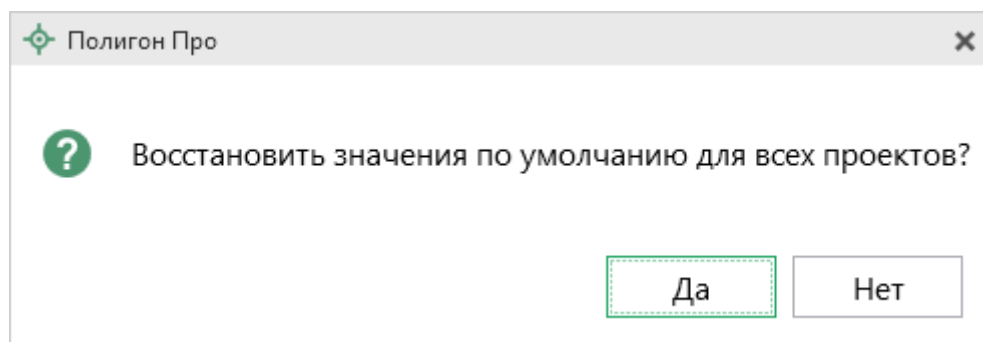 Полигон Про
Восстановить значения по умолчанию для всех проектов?
Да
Нет